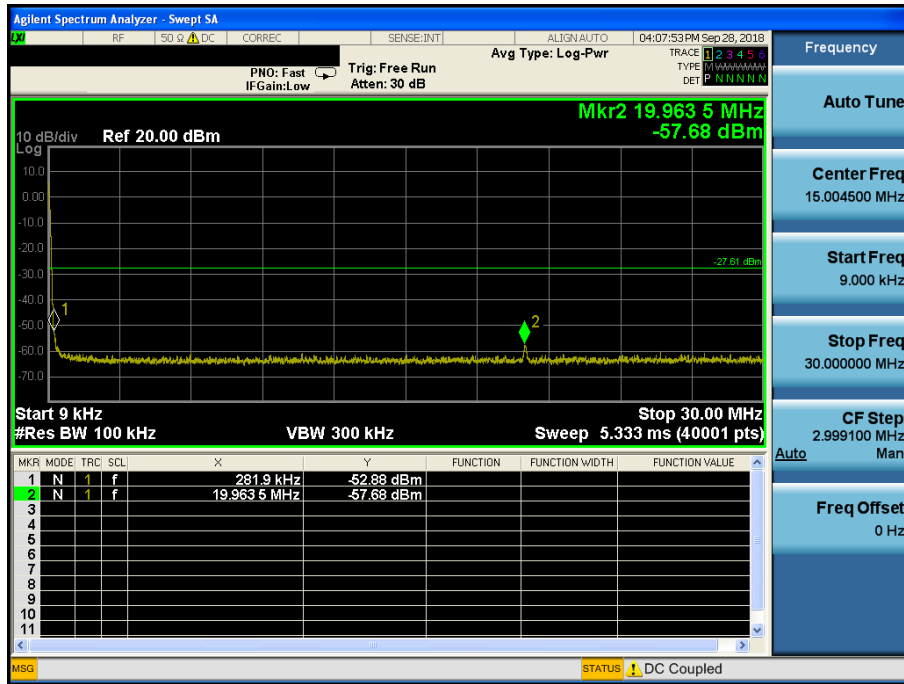 Agilent Spectrum Analyzer - Swept SA
LXI RF 50 Ω DC CORREC SENSE:INT ALIGN AUTO 04:07:53 PM Sep 28, 2018
PNO: Fast IFGain:Low
Trig: Free Run
Atten: 30 dB
Avg Type: Log-Pwr
TRACE 1 2 3 4 5 6
TYPE M WWWWW
DET P N N N N N
Mkr2 19.963 5 MHz
-57.68 dBm
10 dB/div Ref 20.00 dBm
Log
10.0
0.00
-10.0
-20.0
-27.61 dBm
-30.0
-40.0
1
-50.0
2
-60.0
-70.0
Start 9 kHz Stop 30.00 MHz
#Res BW 100 kHz VBW 300 kHz Sweep 5.333 ms (40001 pts)
MKR MODE TRC SCL X Y FUNCTION FUNCTION WIDTH FUNCTION VALUE
1 N 1 f 281.9 kHz -52.88 dBm
2 N 1 f 19.963 5 MHz -57.68 dBm
3
4
5
6
7
8
9
10
11
MSG STATUS DC Coupled
Frequency
Auto Tune
Center Freq
15.004500 MHz
Start Freq
9.000 kHz
Stop Freq
30.000000 MHz
CF Step
2.999100 MHz
Auto Man
Freq Offset
0 Hz